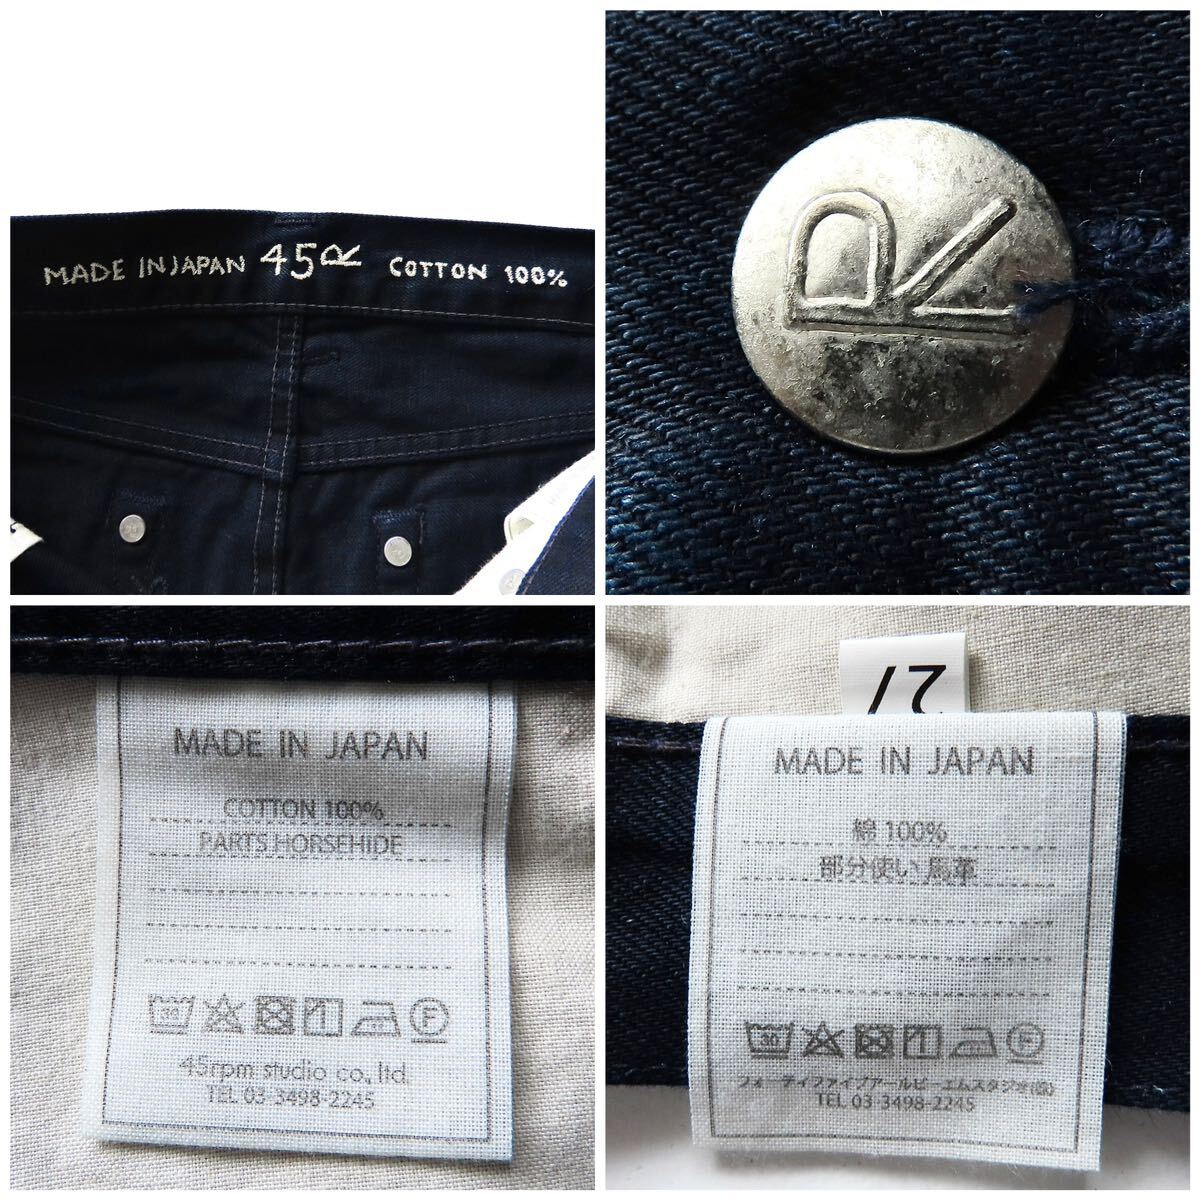 MADE IN JAPAN 45R COTTON 100%
R
MADE IN JAPAN
COTTON 100%
PARTS HORSEHIDE
30
45rpm studio co., ltd.
TEL 03-3498-2245
27
MADE IN JAPAN
綿 100%
部分使い 馬革
30
フォーティファイブアールピーエムスタジオ(株)
TEL 03-3498-2245